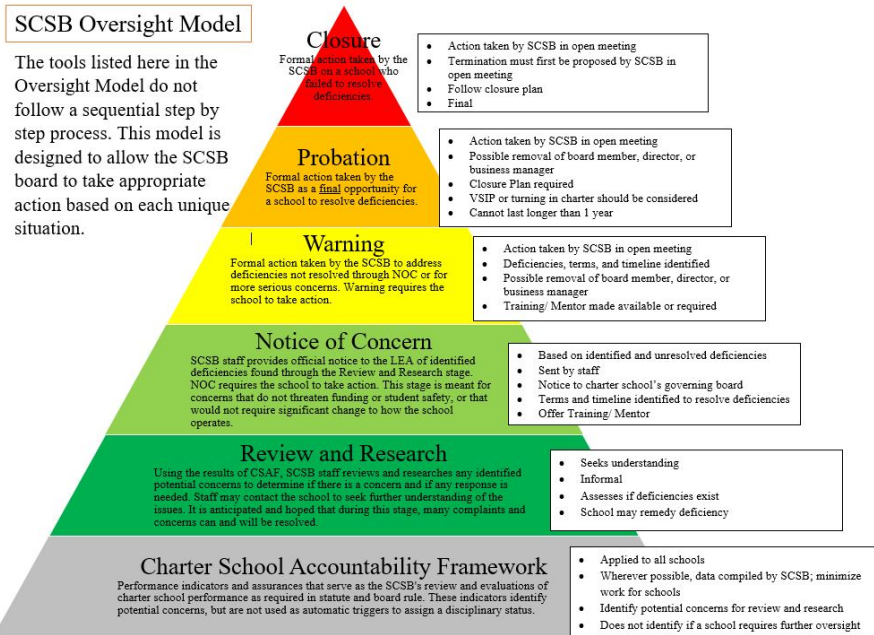 SCSB Oversight Model
The tools listed here in the
Oversight Model do not
follow a sequential step by
step process. This model is
designed to allow the SCSB
board to take appropriate
action based on each unique
situation.
Closure
Formal action taken by the
SCSB on a school who
failed to resolve
deficiencies.
• Action taken by SCSB in open meeting
• Termination must first be proposed by SCSB in
open meeting
• Follow closure plan
• Final
Probation
Formal action taken by the
SCSB as a final opportunity for
a school to resolve deficiencies.
• Action taken by SCSB in open meeting
• Possible removal of board member, director, or
business manager
• Closure Plan required
• VSIP or turning in charter should be considered
• Cannot last longer than 1 year
Warning
Formal action taken by the SCSB to address
deficiencies not resolved through NOC or for
more serious concerns. Warning requires the
school to take action.
• Action taken by SCSB in open meeting
• Deficiencies, terms, and timeline identified
• Possible removal of board member, director, or
business manager
• Training/ Mentor made available or required
Notice of Concern
SCSB staff provides official notice to the LEA of identified
deficiencies found through the Review and Research stage.
NOC requires the school to take action. This stage is meant for
concerns that do not threaten funding or student safety, or that
would not require significant change to how the school
operates.
• Based on identified and unresolved deficiencies
• Sent by staff
• Notice to charter school's governing board
• Terms and timeline identified to resolve deficiencies
• Offer Training/ Mentor
Review and Research
Using the results of CSAF, SCSB staff reviews and researches any identified
potential concerns to determine if there is a concern and if any response is
needed. Staff may contact the school to seek further understanding of the
issues. It is anticipated and hoped that during this stage, many complaints and
concerns can and will be resolved.
• Seeks understanding
• Informal
• Assesses if deficiencies exist
• School may remedy deficiency
Charter School Accountability Framework
Performance indicators and assurances that serve as the SCSB's review and evaluations of
charter school performance as required in statute and board rule. These indicators identify
potential concerns, but are not used as automatic triggers to assign a disciplinary status.
• Applied to all schools
• Wherever possible, data compiled by SCSB; minimize
work for schools
• Identify potential concerns for review and research
• Does not identify if a school requires further oversight